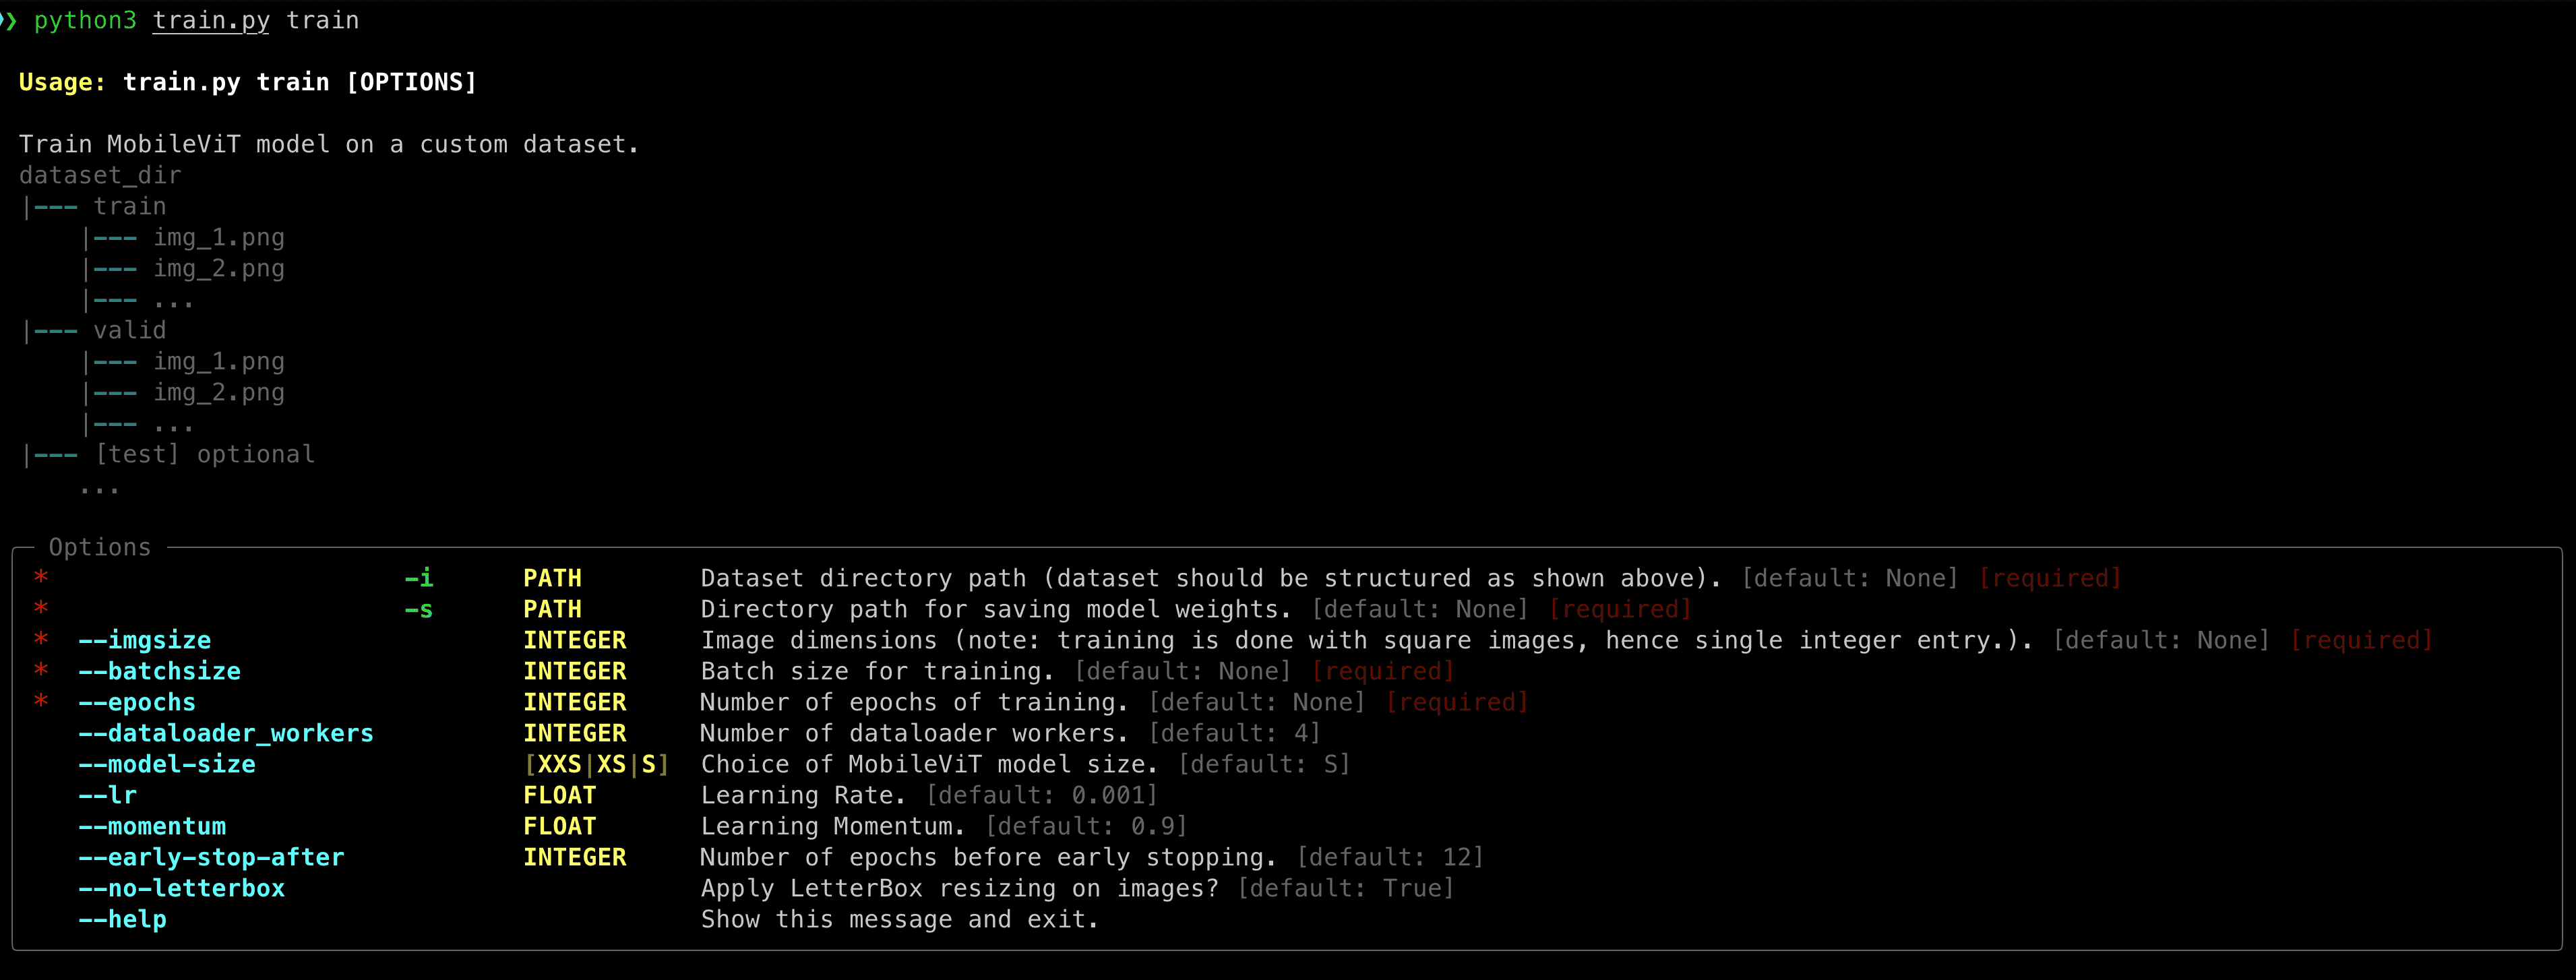 ❯ python3 train.py train
Usage: train.py train [OPTIONS]
Train MobileViT model on a custom dataset.
dataset_dir
|--- train
|--- img_1.png
|--- img_2.png
|--- ...
|--- valid
|--- img_1.png
|--- img_2.png
|--- ...
|--- [test] optional
...
Options
* -i PATH Dataset directory path (dataset should be structured as shown above). [default: None] [required]
* -s PATH Directory path for saving model weights. [default: None] [required]
* --imgsize INTEGER Image dimensions (note: training is done with square images, hence single integer entry.). [default: None] [required]
* --batchsize INTEGER Batch size for training. [default: None] [required]
* --epochs INTEGER Number of epochs of training. [default: None] [required]
--dataloader_workers INTEGER Number of dataloader workers. [default: 4]
--model-size [XXS|XS|S] Choice of MobileViT model size. [default: S]
--lr FLOAT Learning Rate. [default: 0.001]
--momentum FLOAT Learning Momentum. [default: 0.9]
--early-stop-after INTEGER Number of epochs before early stopping. [default: 12]
--no-letterbox Apply LetterBox resizing on images? [default: True]
--help Show this message and exit.